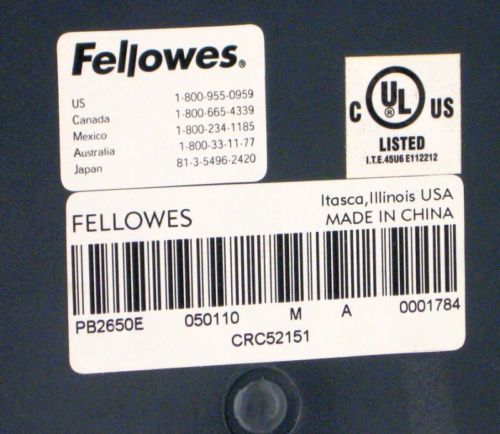 Fellowes®
US 1-800-955-0959
Canada 1-800-665-4339
Mexico 1-800-234-1185
Australia 1-800-33-11-77
Japan 81-3-5496-2420
C UL ® US
LISTED
I.T.E.45U6 E112212
FELLOWES
Itasca,Illinois USA
MADE IN CHINA
PB2650E 050110 M A 0001784
CRC52151